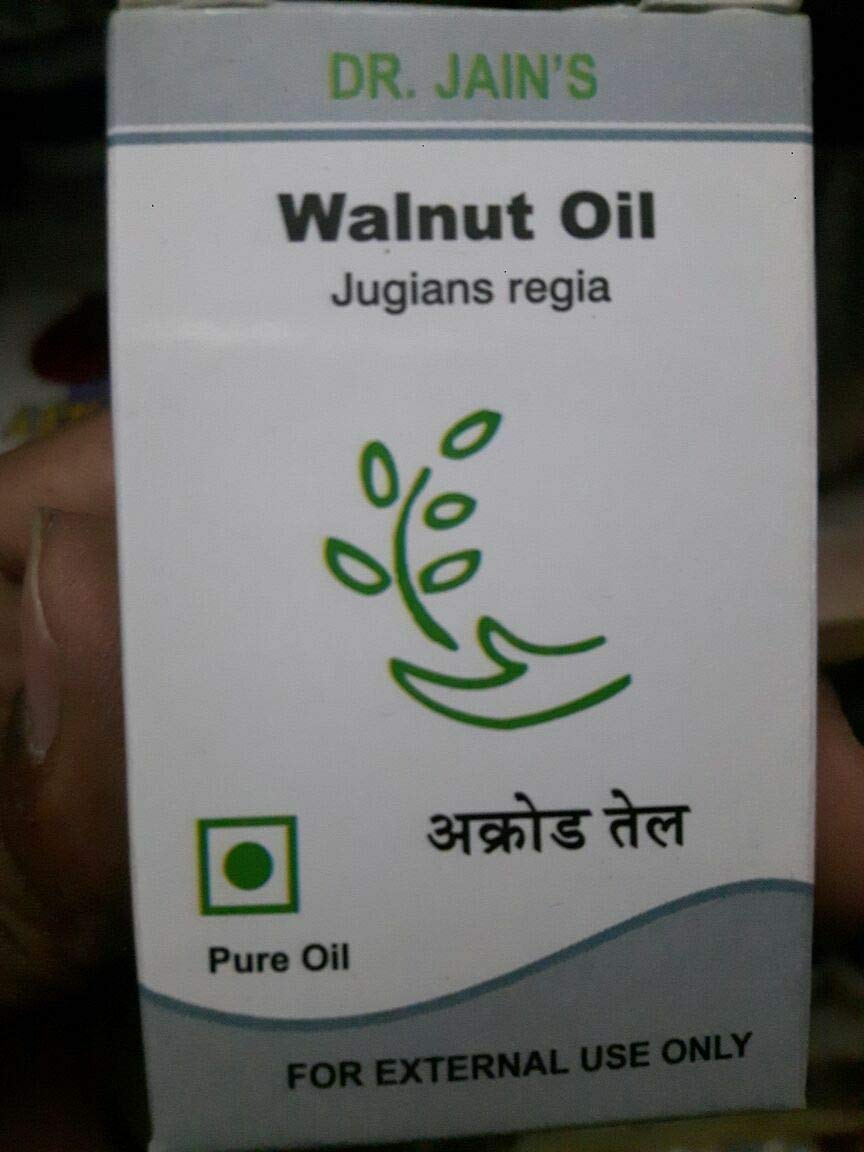 DR. JAIN'S
Walnut Oil
Jugians regia
अक्रोड तेल
Pure Oil
FOR EXTERNAL USE ONLY